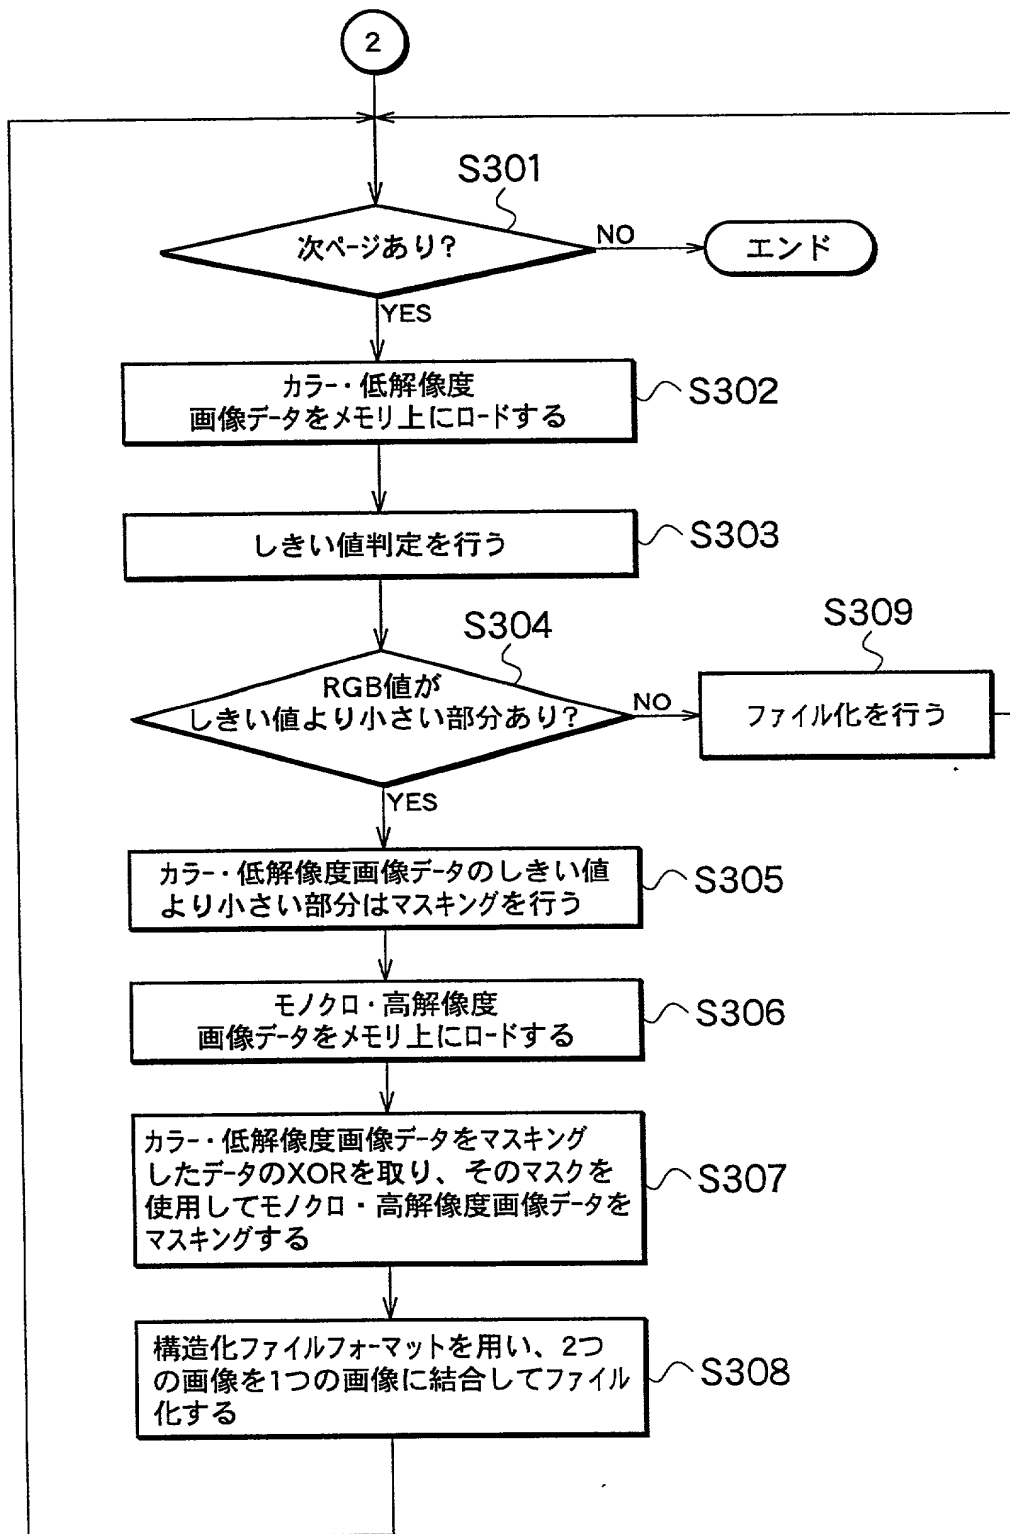 2
S301
次ページあり?
NO
エンド
YES
カラー・低解像度
画像データをメモリ上にロードする
S302
しきい値判定を行う
S303
S304
RGB値が
しきい値より小さい部分あり?
NO
S309
ファイル化を行う
YES
カラー・低解像度画像データのしきい値
より小さい部分はマスキングを行う
S305
モノクロ・高解像度
画像データをメモリ上にロードする
S306
カラー・低解像度画像データをマスキング
したデータのXORを取り、そのマスクを
使用してモノクロ・高解像度画像データを
マスキングする
S307
構造化ファイルフォーマットを用い、2つ
の画像を1つの画像に結合してファイル
化する
S308